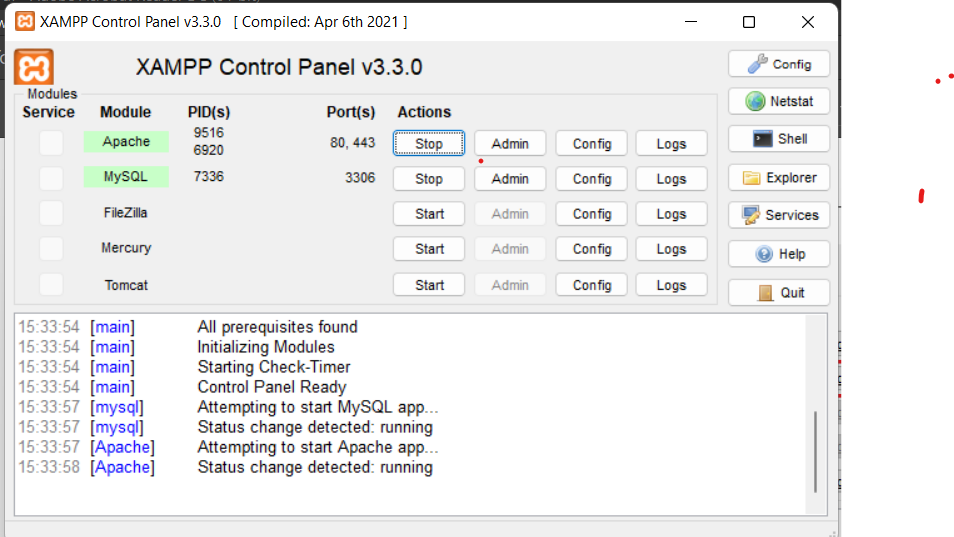 XAMPP Control Panel v3.3.0 [ Compiled: Apr 6th 2021 ]
XAMPP Control Panel v3.3.0
Config
Modules
Service Module PID(s) Port(s) Actions
Netstat
Apache 9516 6920 80, 443 Stop Admin Config Logs
Shell
MySQL 7336 3306 Stop Admin Config Logs
Explorer
FileZilla Start Admin Config Logs
Services
Mercury Start Admin Config Logs
Help
Tomcat Start Admin Config Logs
Quit
15:33:54 [main] All prerequisites found
15:33:54 [main] Initializing Modules
15:33:54 [main] Starting Check-Timer
15:33:54 [main] Control Panel Ready
15:33:57 [mysql] Attempting to start MySQL app...
15:33:57 [mysql] Status change detected: running
15:33:57 [Apache] Attempting to start Apache app...
15:33:58 [Apache] Status change detected: running